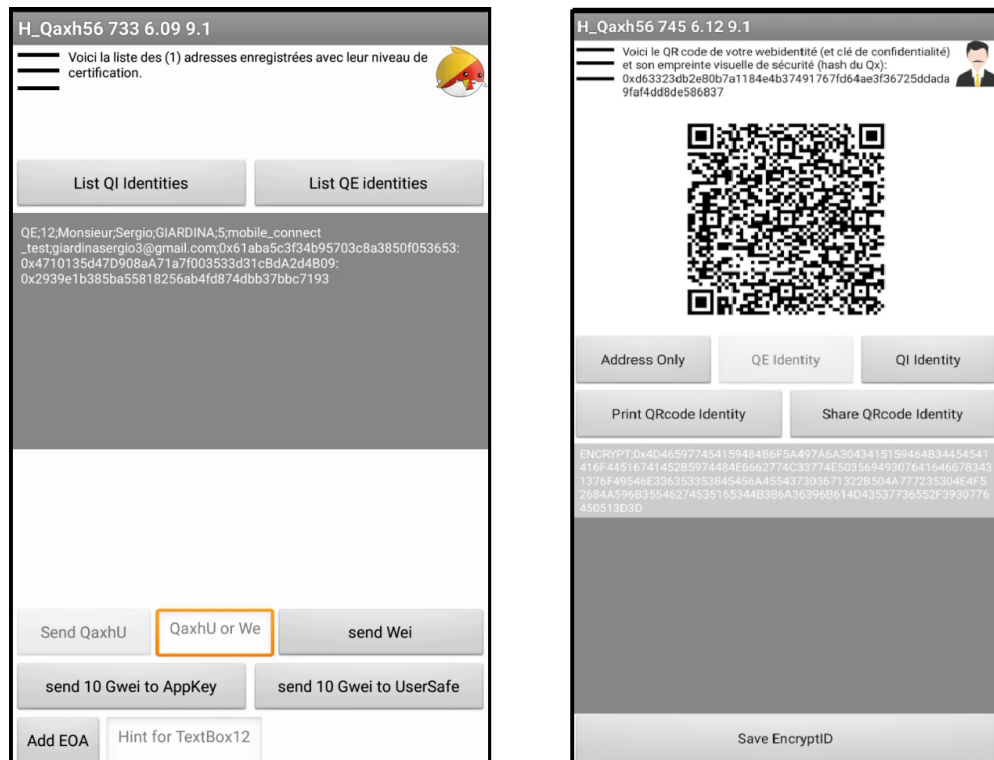 H_Qaxh56 733 6.09 9.1
Voici la liste des (1) adresses enregistrées avec leur niveau de
certification.
List QI Identities
List QE identities
QE;12;Monsieur;Sergio;GIARDINA;5;mobile_connect
_test;giardinasergio3@gmail.com;0x61aba5c3f34b95703c8a3850f053653:
0x4710135d47D908aA71a7f003533d31cBdA2d4B09:
0x2939e1b385ba55818256ab4fd874dbb37bbc7193
Send QaxhU
QaxhU or We
send Wei
send 10 Gwei to AppKey
send 10 Gwei to UserSafe
Add EOA
Hint for TextBox12
H_Qaxh56 745 6.12 9.1
Voici le QR code de votre webidentité (et clé de confidentialité)
et son empreinte visuelle de sécurité (hash du Qx):
0xd63323db2e80b7a1184e4b37491767fd64ae3f36725ddada
9faf4dd8de586837
Address Only
QE Identity
QI Identity
Print QRcode Identity
Share QRcode Identity
Save EncryptID